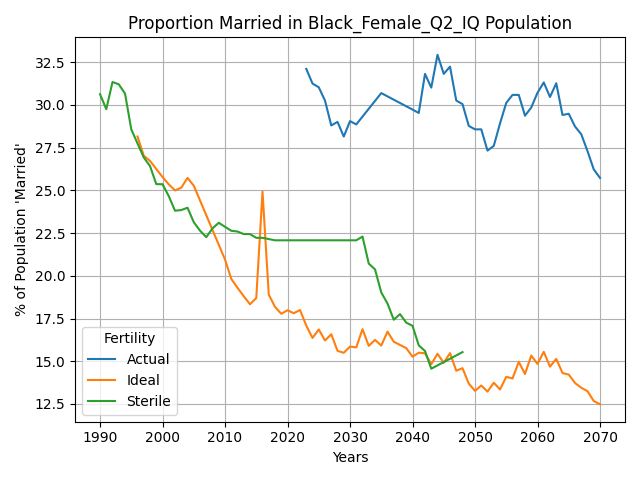 Proportion Married in Black_Female_Q2_IQ Population
% of Population 'Married'
32.5
30.0
27.5
25.0
22.5
20.0
17.5
15.0
12.5
Fertility
Actual
Ideal
Sterile
1990 2000 2010 2020 2030 2040 2050 2060 2070
Years